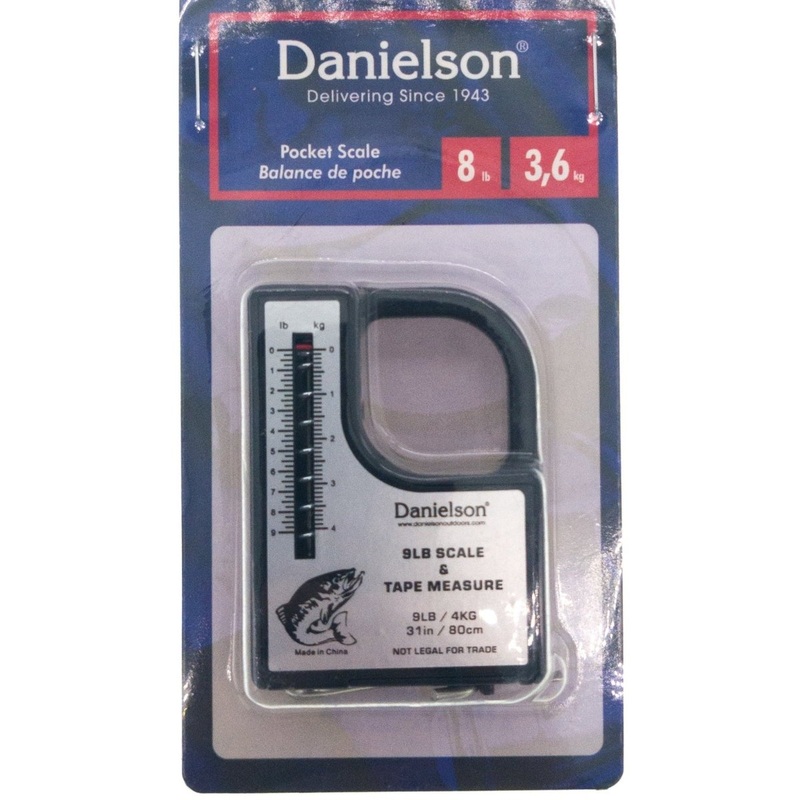 Danielson®
Delivering Since 1943
Pocket Scale
Balance de poche
8 lb
3,6 kg
lb kg
0 0
1
2 1
3
4 2
5
6
7 3
8
9 4
Danielson®
www.danielsonoutdoors.com
9LB SCALE
&
TAPE MEASURE
9LB / 4KG
31in / 80cm
NOT LEGAL FOR TRADE
Made in China